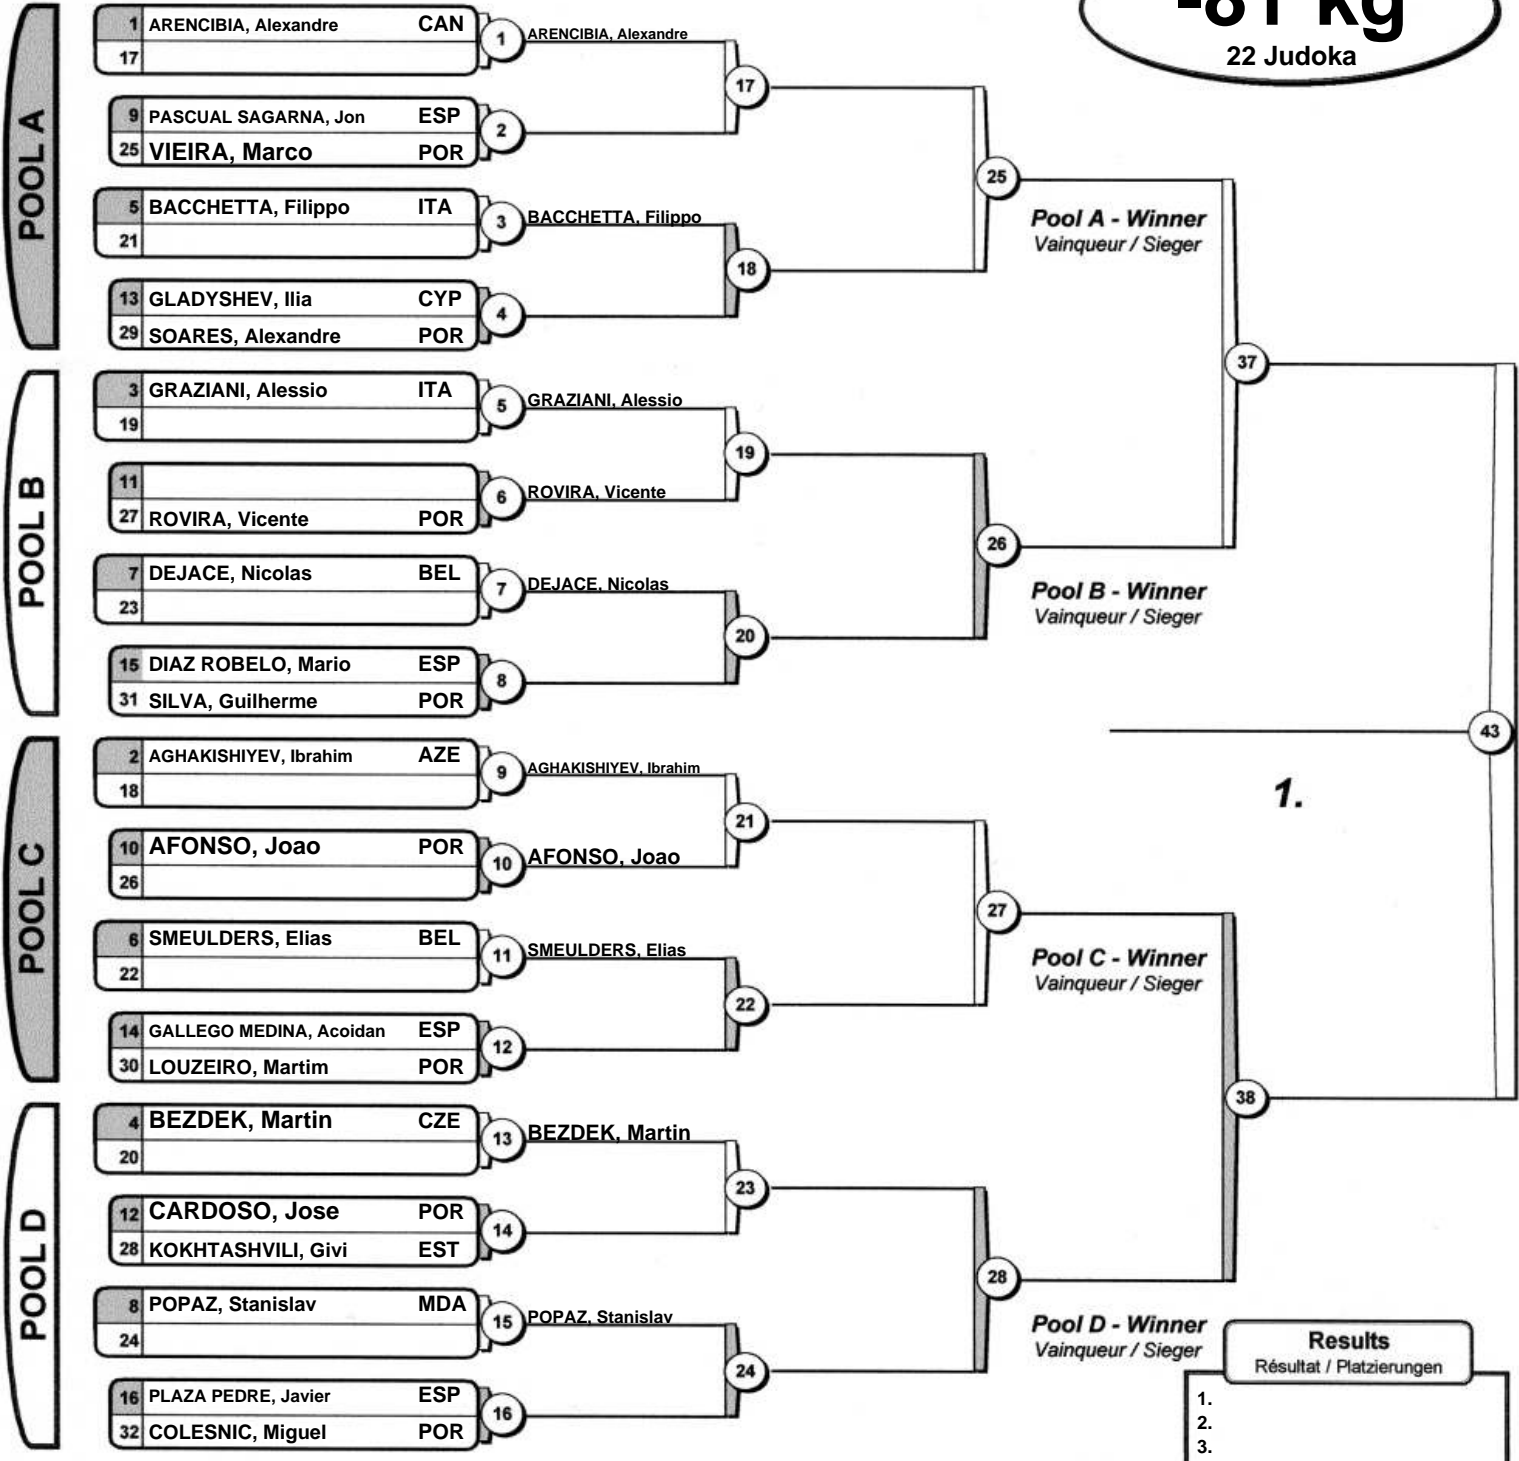 -81 kg
22 Judoka
POOL A
1 ARENCIBIA, Alexandre CAN
17
1 ARENCIBIA, Alexandre
17
9 PASCUAL SAGARNA, Jon ESP
25 VIEIRA, Marco POR
2
25
5 BACCHETTA, Filippo ITA
21
3 BACCHETTA, Filippo
18
13 GLADYSHEV, Ilia CYP
29 SOARES, Alexandre POR
4
Pool A - Winner
Vainqueur / Sieger
37
POOL B
3 GRAZIANI, Alessio ITA
19
5 GRAZIANI, Alessio
19
11
27 ROVIRA, Vicente POR
6 ROVIRA, Vicente
26
7 DEJACE, Nicolas BEL
23
7 DEJACE, Nicolas
20
15 DIAZ ROBELO, Mario ESP
31 SILVA, Guilherme POR
8
Pool B - Winner
Vainqueur / Sieger
43
1.
POOL C
2 AGHAKISHIYEV, Ibrahim AZE
18
9 AGHAKISHIYEV, Ibrahim
21
10 AFONSO, Joao POR
26
10 AFONSO, Joao
27
6 SMEULDERS, Elias BEL
22
11 SMEULDERS, Elias
22
14 GALLEGO MEDINA, Acoidan ESP
30 LOUZEIRO, Martim POR
12
Pool C - Winner
Vainqueur / Sieger
38
POOL D
4 BEZDEK, Martin CZE
20
13 BEZDEK, Martin
23
12 CARDOSO, Jose POR
28 KOKHTASHVILI, Givi EST
14
28
8 POPAZ, Stanislav MDA
24
15 POPAZ, Stanislav
24
16 PLAZA PEDRE, Javier ESP
32 COLESNIC, Miguel POR
16
Pool D - Winner
Vainqueur / Sieger
Results
Résultat / Platzierungen
1.
2.
3.